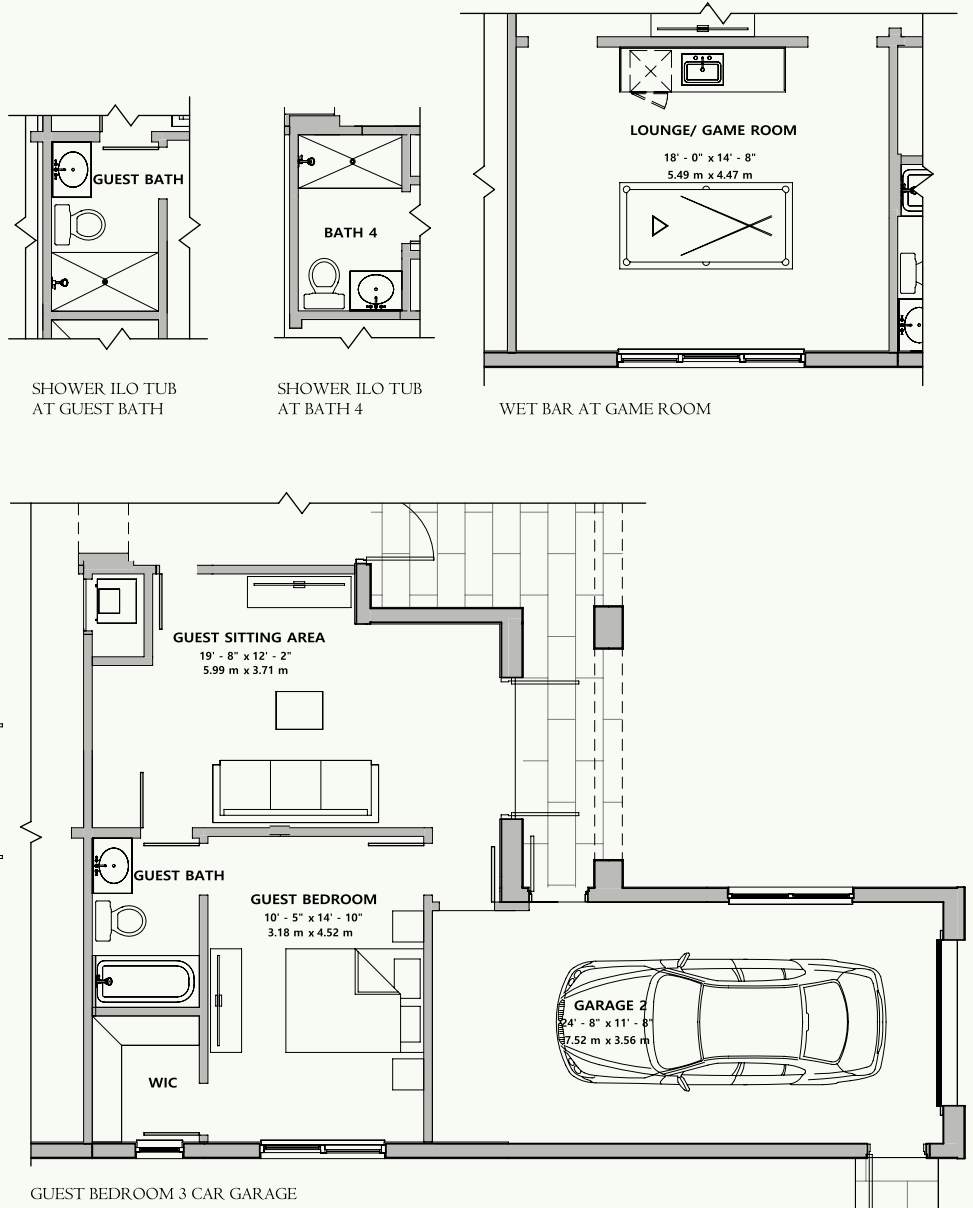 GUEST BATH
BATH 4
LOUNGE/ GAME ROOM
18' - 0" x 14' - 8"
5.49 m x 4.47 m
SHOWER ILO TUB
AT GUEST BATH
SHOWER ILO TUB
AT BATH 4
WET BAR AT GAME ROOM
GUEST SITTING AREA
19' - 8" x 12' - 2"
5.99 m x 3.71 m
GUEST BATH
GUEST BEDROOM
10' - 5" x 14' - 10"
3.18 m x 4.52 m
GARAGE 2
24' - 8" x 11' - 8"
7.52 m x 3.56 m
WIC
GUEST BEDROOM 3 CAR GARAGE